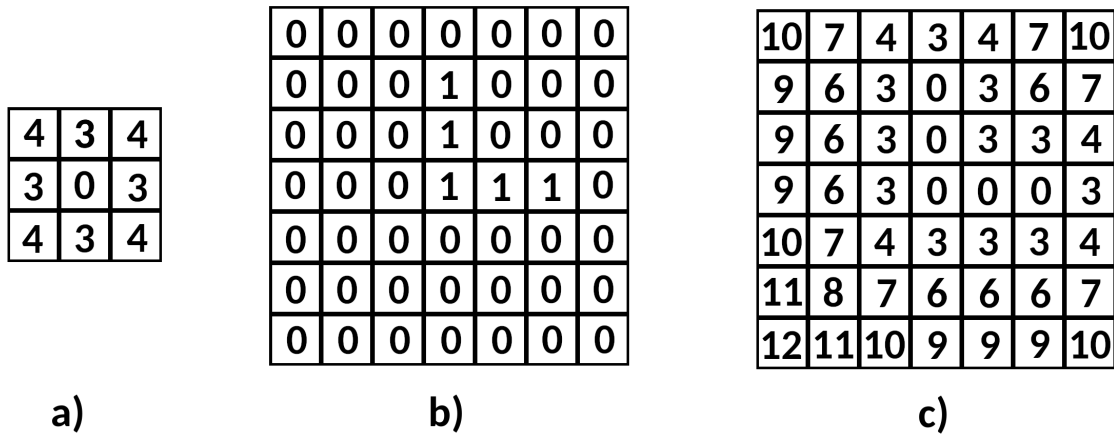 4 3 4
3 0 3
4 3 4
a)
0 0 0 0 0 0 0
0 0 0 1 0 0 0
0 0 0 1 0 0 0
0 0 0 1 1 1 0
0 0 0 0 0 0 0
0 0 0 0 0 0 0
0 0 0 0 0 0 0
b)
10 7 4 3 4 7 10
9 6 3 0 3 6 7
9 6 3 0 3 3 4
9 6 3 0 0 0 3
10 7 4 3 3 3 4
11 8 7 6 6 6 7
12 11 10 9 9 9 10
c)